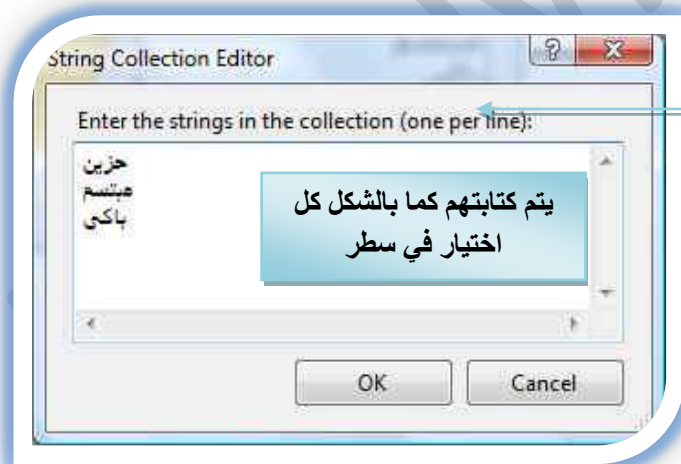 String Collection Editor
Enter the strings in the collection (one per line):
حزين
مبتسم
باكى
يتم كتابتهم كما بالشكل كل
اختيار في سطر
OK
Cancel